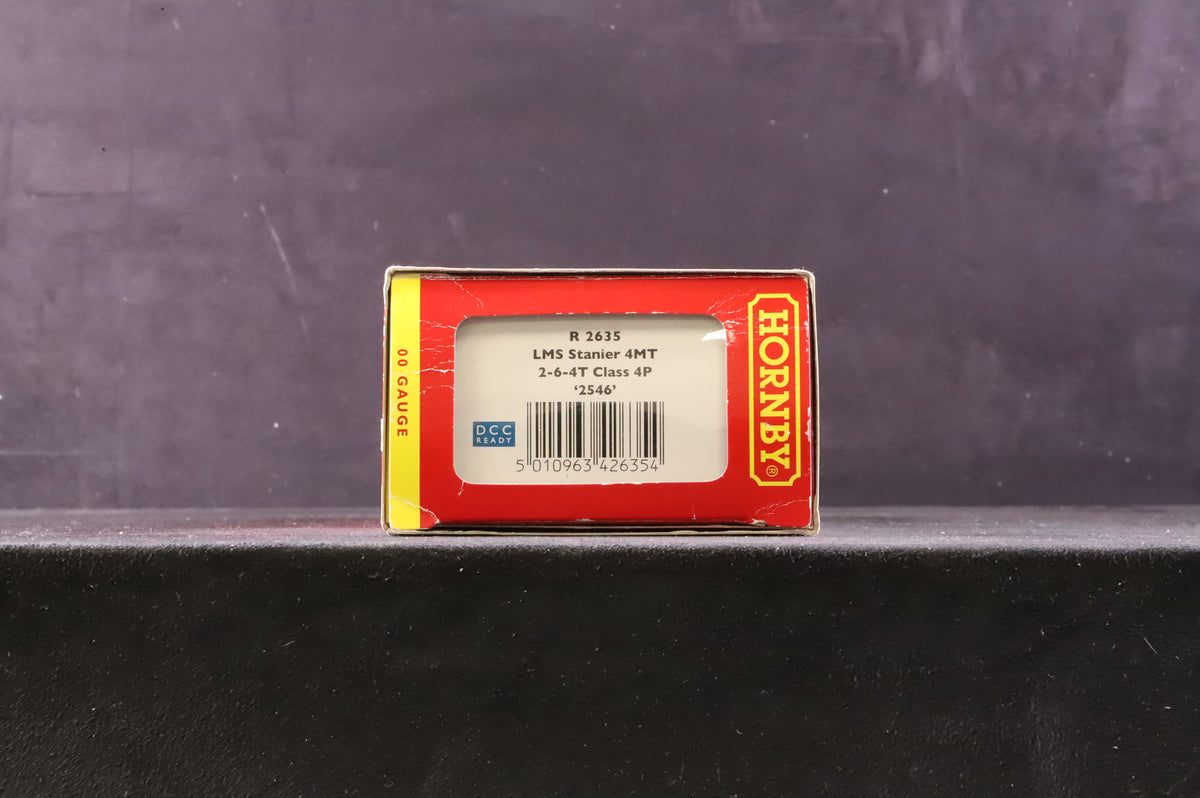 00 GAUGE
R 2635
LMS Stanier 4MT
2-6-4T Class 4P
‘2546’
DCC
READY
5 010963 426354
HORNBY®